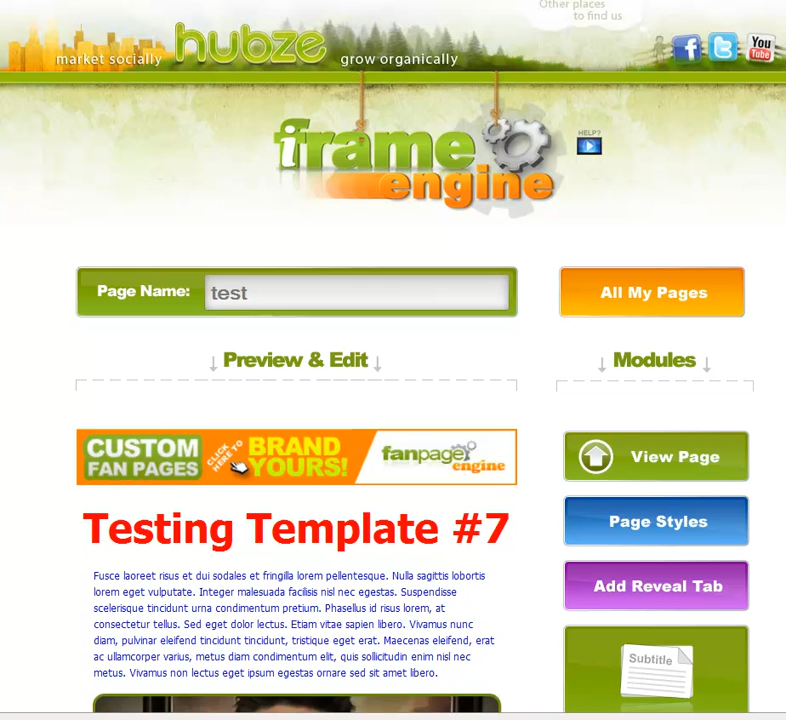 Other places
to find us
market socially hubze grow organically
You
Tube
iframe
engine
HELP?
Page Name: test
All My Pages
Preview & Edit
Modules
CUSTOM
FAN PAGES
CLICK
HERE TO
BRAND
YOURS!
fanpage
engine
View Page
Testing Template #7
Page Styles
Fusce laoreet risus et dui sodales et fringilla lorem pellentesque. Nulla sagittis lobortis
lorem eget vulputate. Integer malesuada facilisis nisl nec egestas. Suspendisse
scelerisque tincidunt urna condimentum pretium. Phasellus id risus lorem, at
consectetur tellus. Sed eget dolor lectus. Etiam vitae sapien libero. Vivamus nunc
diam, pulvinar eleifend tincidunt tincidunt, tristique eget erat. Maecenas eleifend, erat
ac ullamcorper varius, metus diam condimentum elit, quis sollicitudin enim nisl nec
metus. Vivamus non lectus eget ipsum egestas ornare sed sit amet libero.
Add Reveal Tab
Subtitle